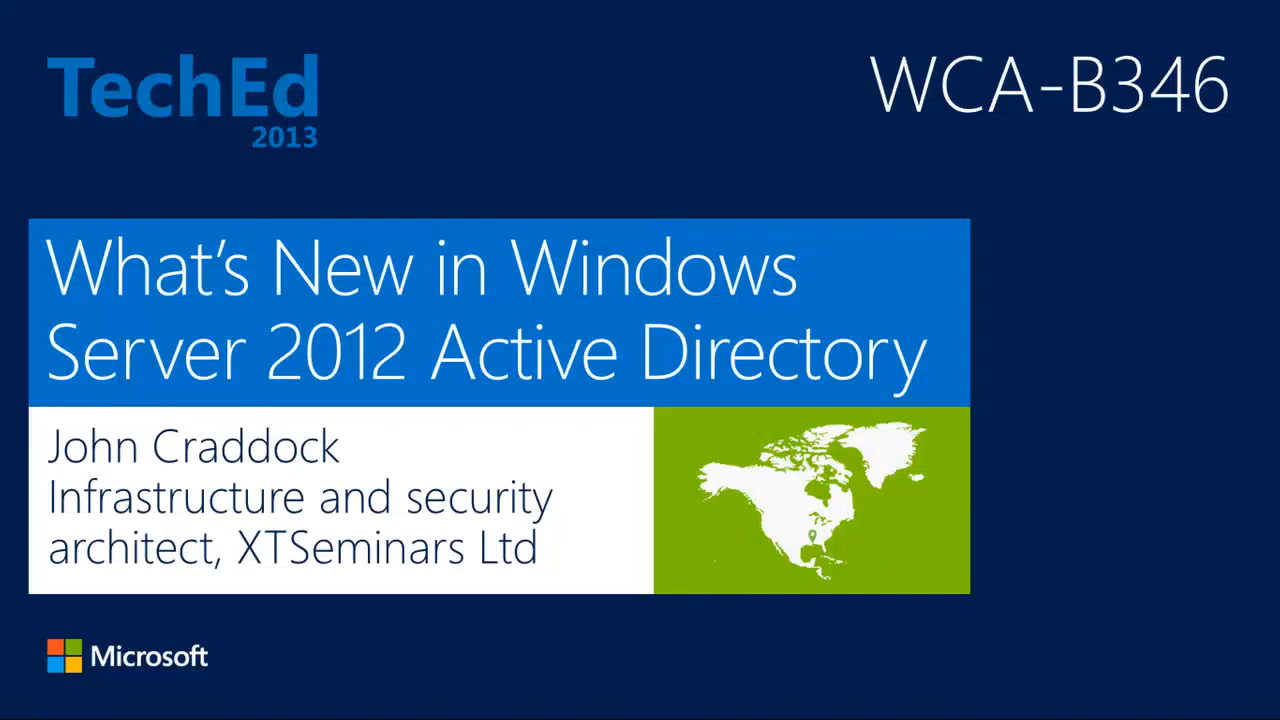 TechEd
2013
WCA-B346
What's New in Windows
Server 2012 Active Directory
John Craddock
Infrastructure and security
architect, XTSeminars Ltd
Microsoft